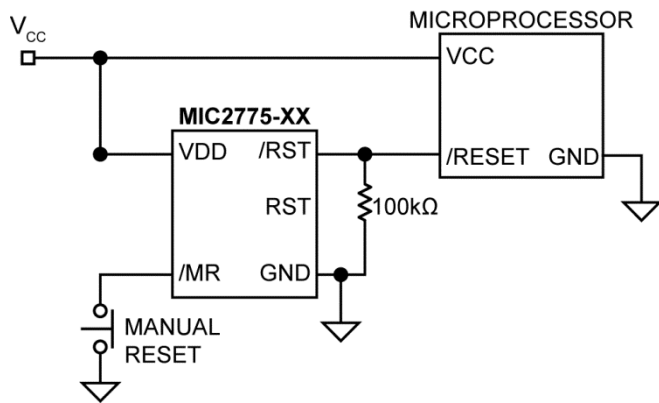 MICROPROCESSOR
VCC
VCC
MIC2775-XX
VDD
/RST
/RESET
GND
RST
100kΩ
/MR
GND
MANUAL
RESET